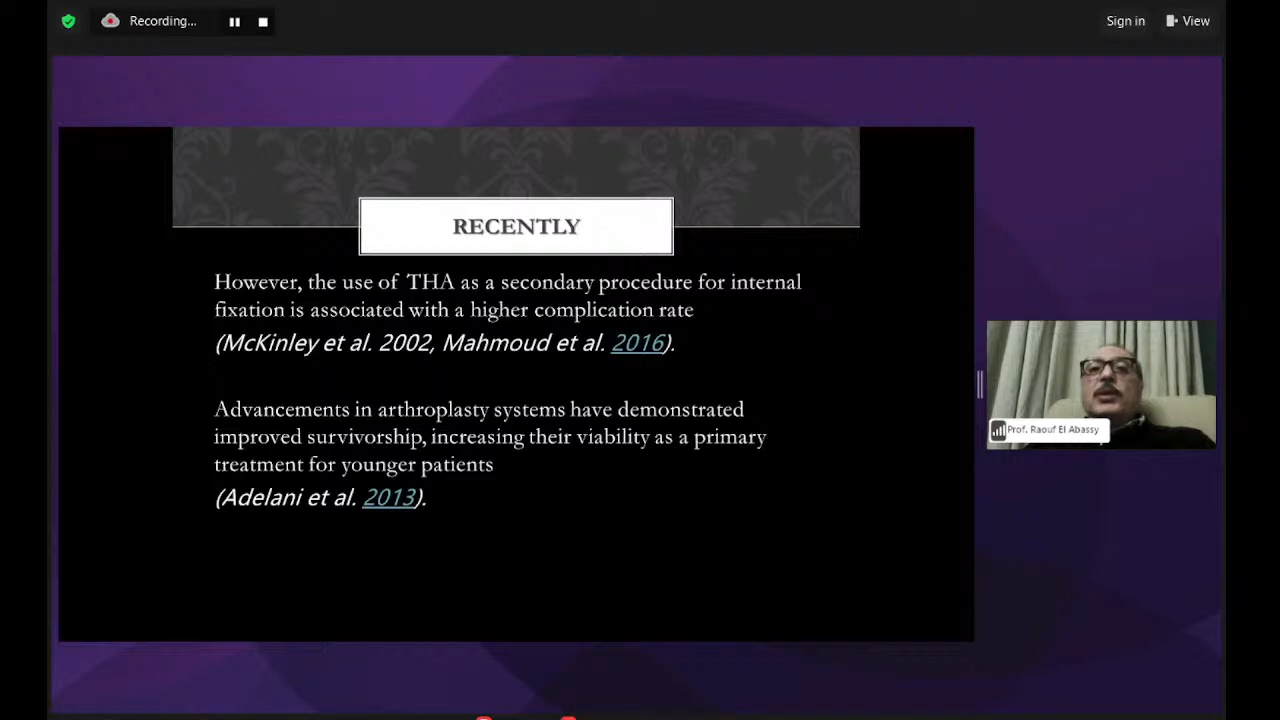 Recording...
Sign in
View
RECENTLY
However, the use of THA as a secondary procedure for internal
fixation is associated with a higher complication rate
(McKinley et al. 2002, Mahmoud et al. 2016).
Advancements in arthroplasty systems have demonstrated
improved survivorship, increasing their viability as a primary
treatment for younger patients
(Adelani et al. 2013).
Prof. Raouf El Abassy